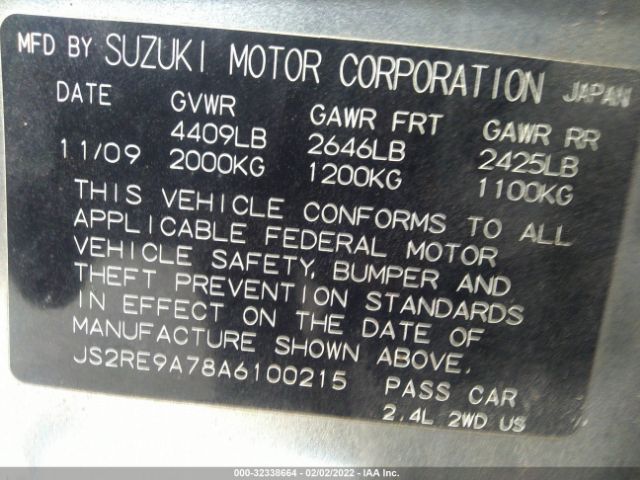 MFD BY SUZUKI MOTOR CORPORATION JAPAN
DATE GVWR GAWR FRT GAWR RR
4409LB 2646LB 2425LB
11/09 2000KG 1200KG 1100KG
THIS VEHICLE CONFORMS TO ALL
APPLICABLE FEDERAL MOTOR
VEHICLE SAFETY, BUMPER AND
THEFT PREVENTION STANDARDS
IN EFFECT ON THE DATE OF
MANUFACTURE SHOWN ABOVE.
JS2RE9A78A6100215 PASS CAR
2.4L 2WD US
000-32338664 - 02/02/2022 - IAA Inc.